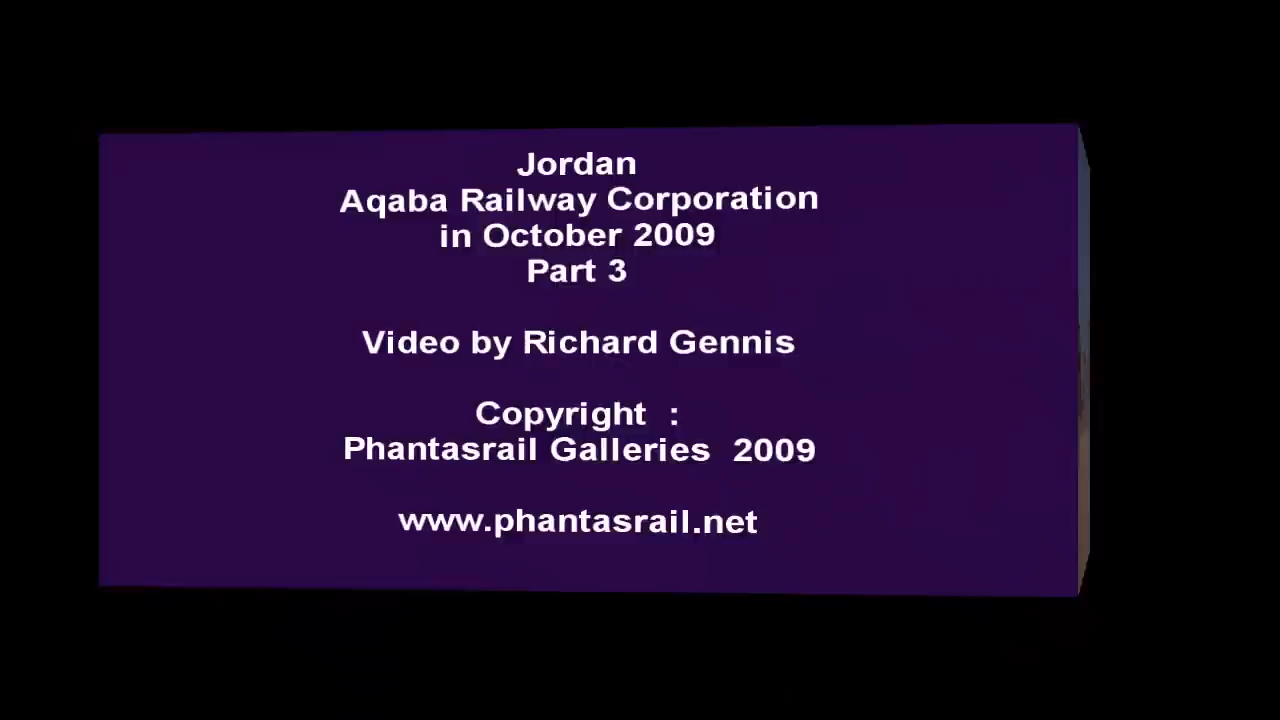 Jordan
Aqaba Railway Corporation
in October 2009
Part 3
Video by Richard Gennis
Copyright :
Phantasrail Galleries 2009
www.phantasrail.net